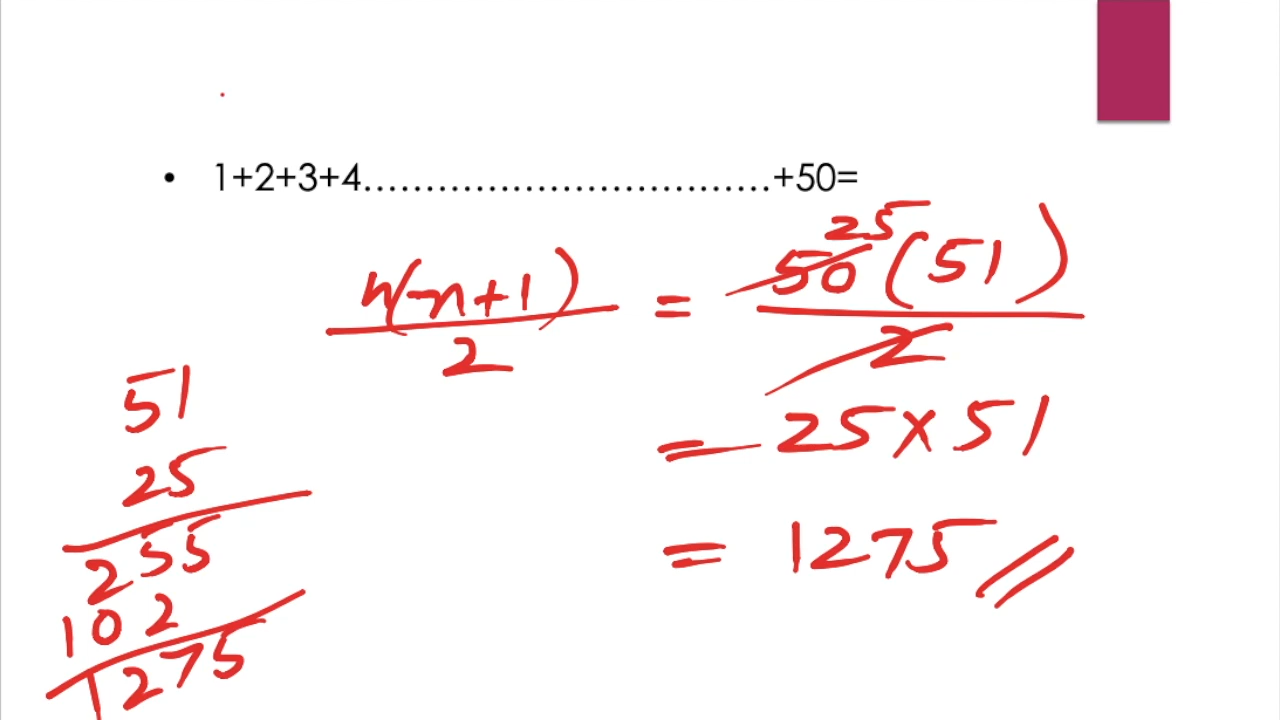 • 1+2+3+4.................................+50=
n(n+1)/2 = 50 25 (51)/2
= 25 × 51
= 1275 //
51
25
255
102
1275